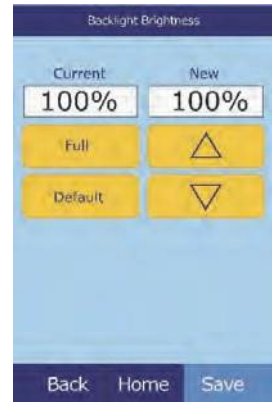 Backlight Brightness
Current New
100% 100%
Full
Default
Back Home Save